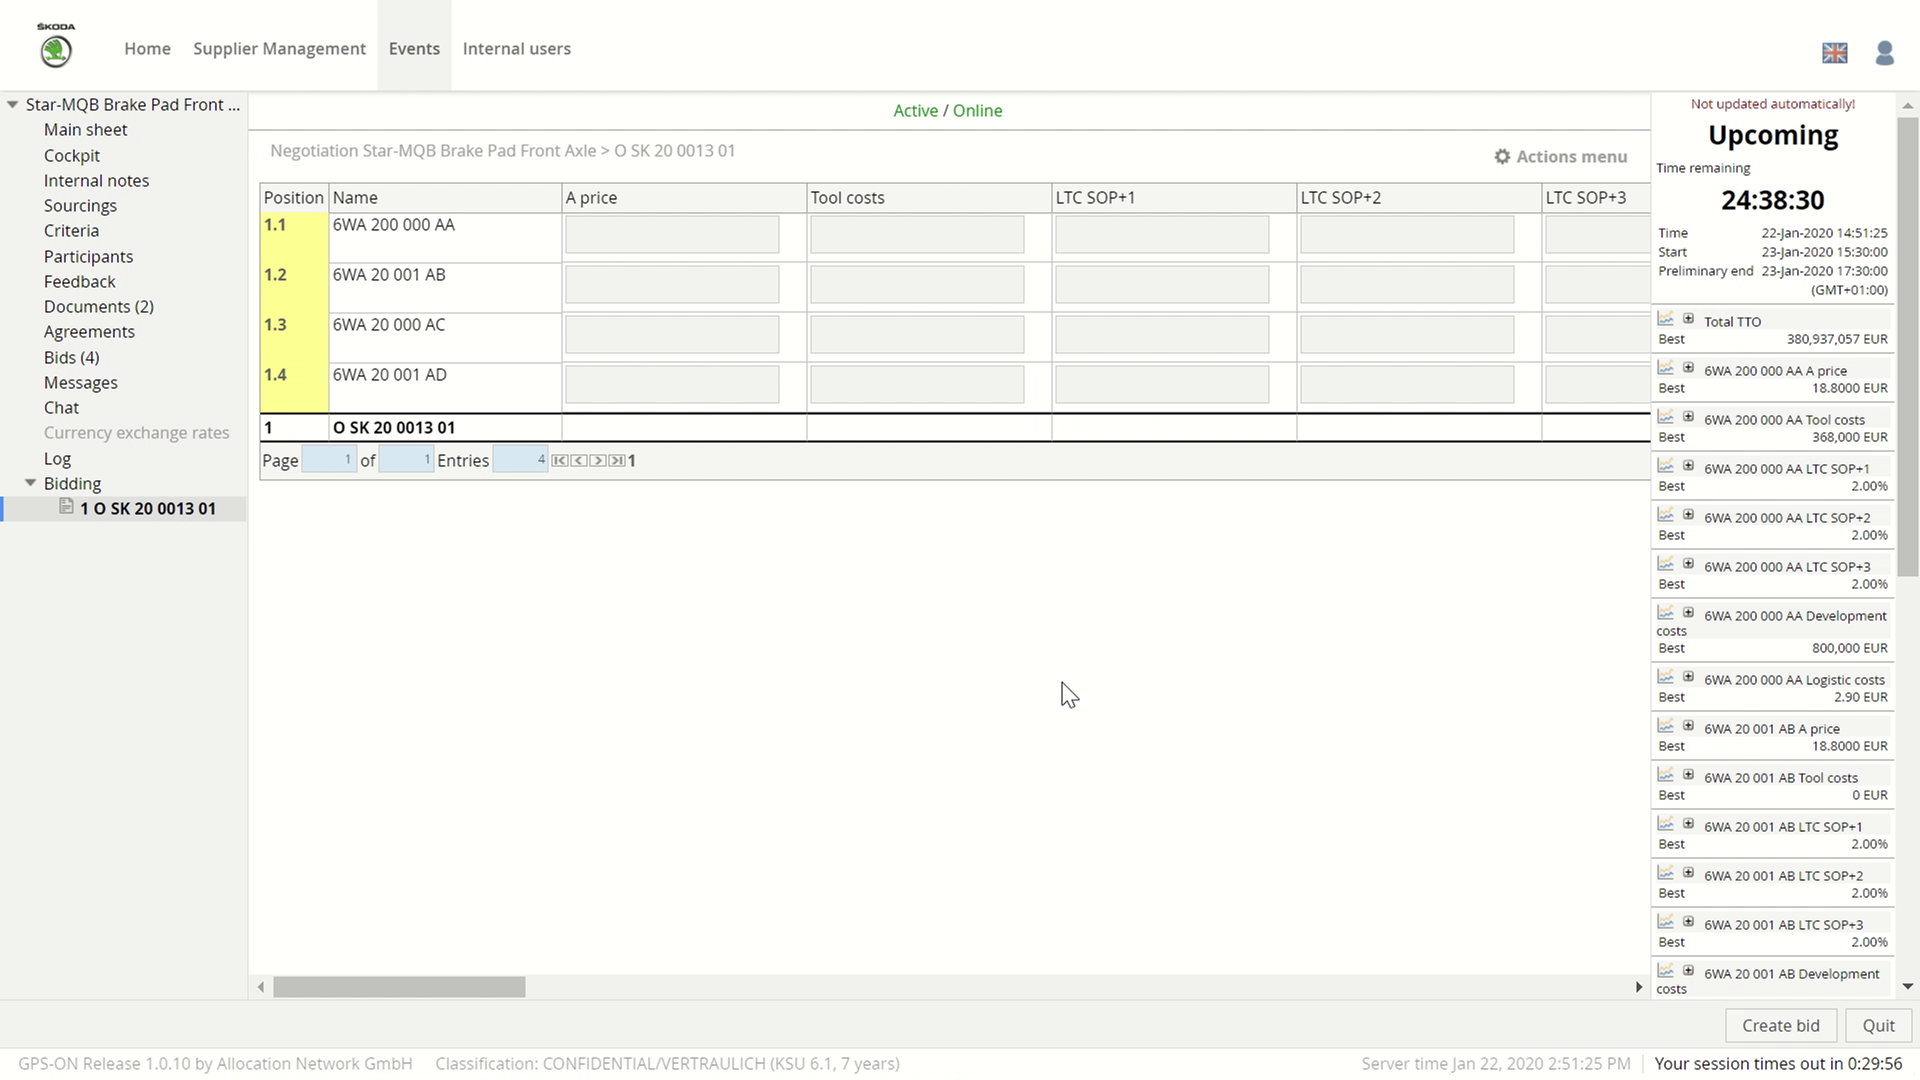 ŠKODA
Home Supplier Management Events Internal users
Star-MQB Brake Pad Front ...
Main sheet
Cockpit
Internal notes
Sourcings
Criteria
Participants
Feedback
Documents (2)
Agreements
Bids (4)
Messages
Chat
Currency exchange rates
Log
Bidding
1 O SK 20 0013 01
Active / Online
Negotiation Star-MQB Brake Pad Front Axle > O SK 20 0013 01
Actions menu
Position Name A price Tool costs LTC SOP+1 LTC SOP+2 LTC SOP+3
1.1 6WA 200 000 AA
1.2 6WA 20 001 AB
1.3 6WA 20 000 AC
1.4 6WA 20 001 AD
1 O SK 20 0013 01
Page 1 of 1 Entries 4 1
Not updated automatically!
Upcoming
Time remaining
24:38:30
Time 22-Jan-2020 14:51:25
Start 23-Jan-2020 15:30:00
Preliminary end 23-Jan-2020 17:30:00
(GMT+01:00)
Total TTO
Best 380,937,057 EUR
6WA 200 000 AA A price
Best 18.8000 EUR
6WA 200 000 AA Tool costs
Best 368,000 EUR
6WA 200 000 AA LTC SOP+1
Best 2.00%
6WA 200 000 AA LTC SOP+2
Best 2.00%
6WA 200 000 AA LTC SOP+3
Best 2.00%
6WA 200 000 AA Development
costs
Best 800,000 EUR
6WA 200 000 AA Logistic costs
Best 2.90 EUR
6WA 20 001 AB A price
Best 18.8000 EUR
6WA 20 001 AB Tool costs
Best 0 EUR
6WA 20 001 AB LTC SOP+1
Best 2.00%
6WA 20 001 AB LTC SOP+2
Best 2.00%
6WA 20 001 AB LTC SOP+3
Best 2.00%
6WA 20 001 AB Development
costs
Create bid Quit
GPS-ON Release 1.0.10 by Allocation Network GmbH Classification: CONFIDENTIAL/VERTRAULICH (KSU 6.1, 7 years) Server time Jan 22, 2020 2:51:25 PM Your session times out in 0:29:56